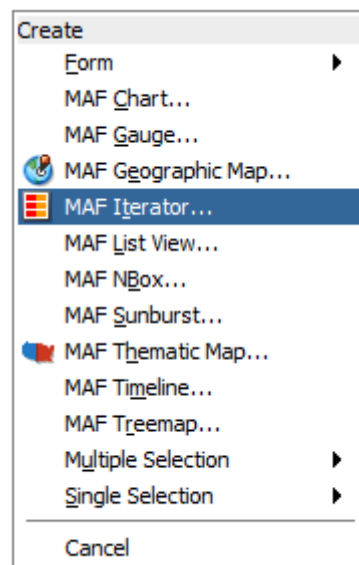 Create
Form
MAF Chart...
MAF Gauge...
MAF Geographic Map...
MAF Iterator...
MAF List View...
MAF NBox...
MAF Sunburst...
MAF Thematic Map...
MAF Timeline...
MAF Treemap...
Multiple Selection
Single Selection
Cancel